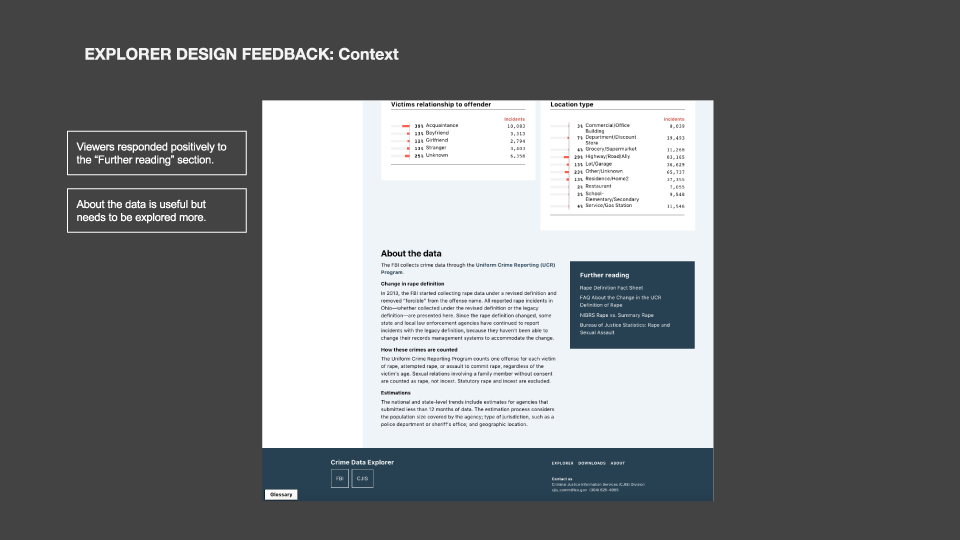 EXPLORER DESIGN FEEDBACK: Context
Viewers responded positively to
the “Further reading” section.
About the data is useful but
needs to be explored more.
Victims relationship to offender
Incidents
39% Acquaintance 10,083
13% Boyfriend 3,313
11% Girlfriend 2,794
13% Stranger 3,403
25% Unknown 6,358
Location type
Incidents
3% Commercial/Office
Building 8,039
7% Department/Discount
Store 19,493
4% Grocery/Supermarket 11,268
29% Highway/Road/Ally 83,165
13% Lot/Garage 36,629
23% Other/Unknown 65,737
13% Residence/Home2 37,355
2% Restaurant 7,055
3% School-
Elementary/Secondary 9,548
4% Service/Gas Station 11,546
About the data
The FBI collects crime data through the Uniform Crime Reporting (UCR)
Program.
Change in rape definition
In 2013, the FBI started collecting rape data under a revised definition and
removed “forcible” from the offense name. All reported rape incidents in
Ohio—whether collected under the revised definition or the legacy
definition—are presented here. Since the rape definition changed, some
state and local law enforcement agencies have continued to report
incidents with the legacy definition, because they haven't been able to
change their records management systems to accommodate the change.
How these crimes are counted
The Uniform Crime Reporting Program counts one offense for each victim
of rape, attempted rape, or assault to commit rape, regardless of the
victim's age. Sexual relations involving a family member without consent
are counted as rape, not incest. Statutory rape and incest are excluded.
Estimations
The national and state-level trends include estimates for agencies that
submitted less than 12 months of data. The estimation process considers
the population size covered by the agency; type of jurisdiction, such as a
police department or sheriff's office; and geographic location.
Further reading
Rape Definition Fact Sheet
FAQ About the Change in the UCR
Definition of Rape
NIBRS Rape vs. Summary Rape
Bureau of Justice Statistics: Rape and
Sexual Assault
Crime Data Explorer
FBI CJIS
EXPLORER DOWNLOADS ABOUT
Contact us
Criminal Justice Information Services (CJIS) Division
Glossary